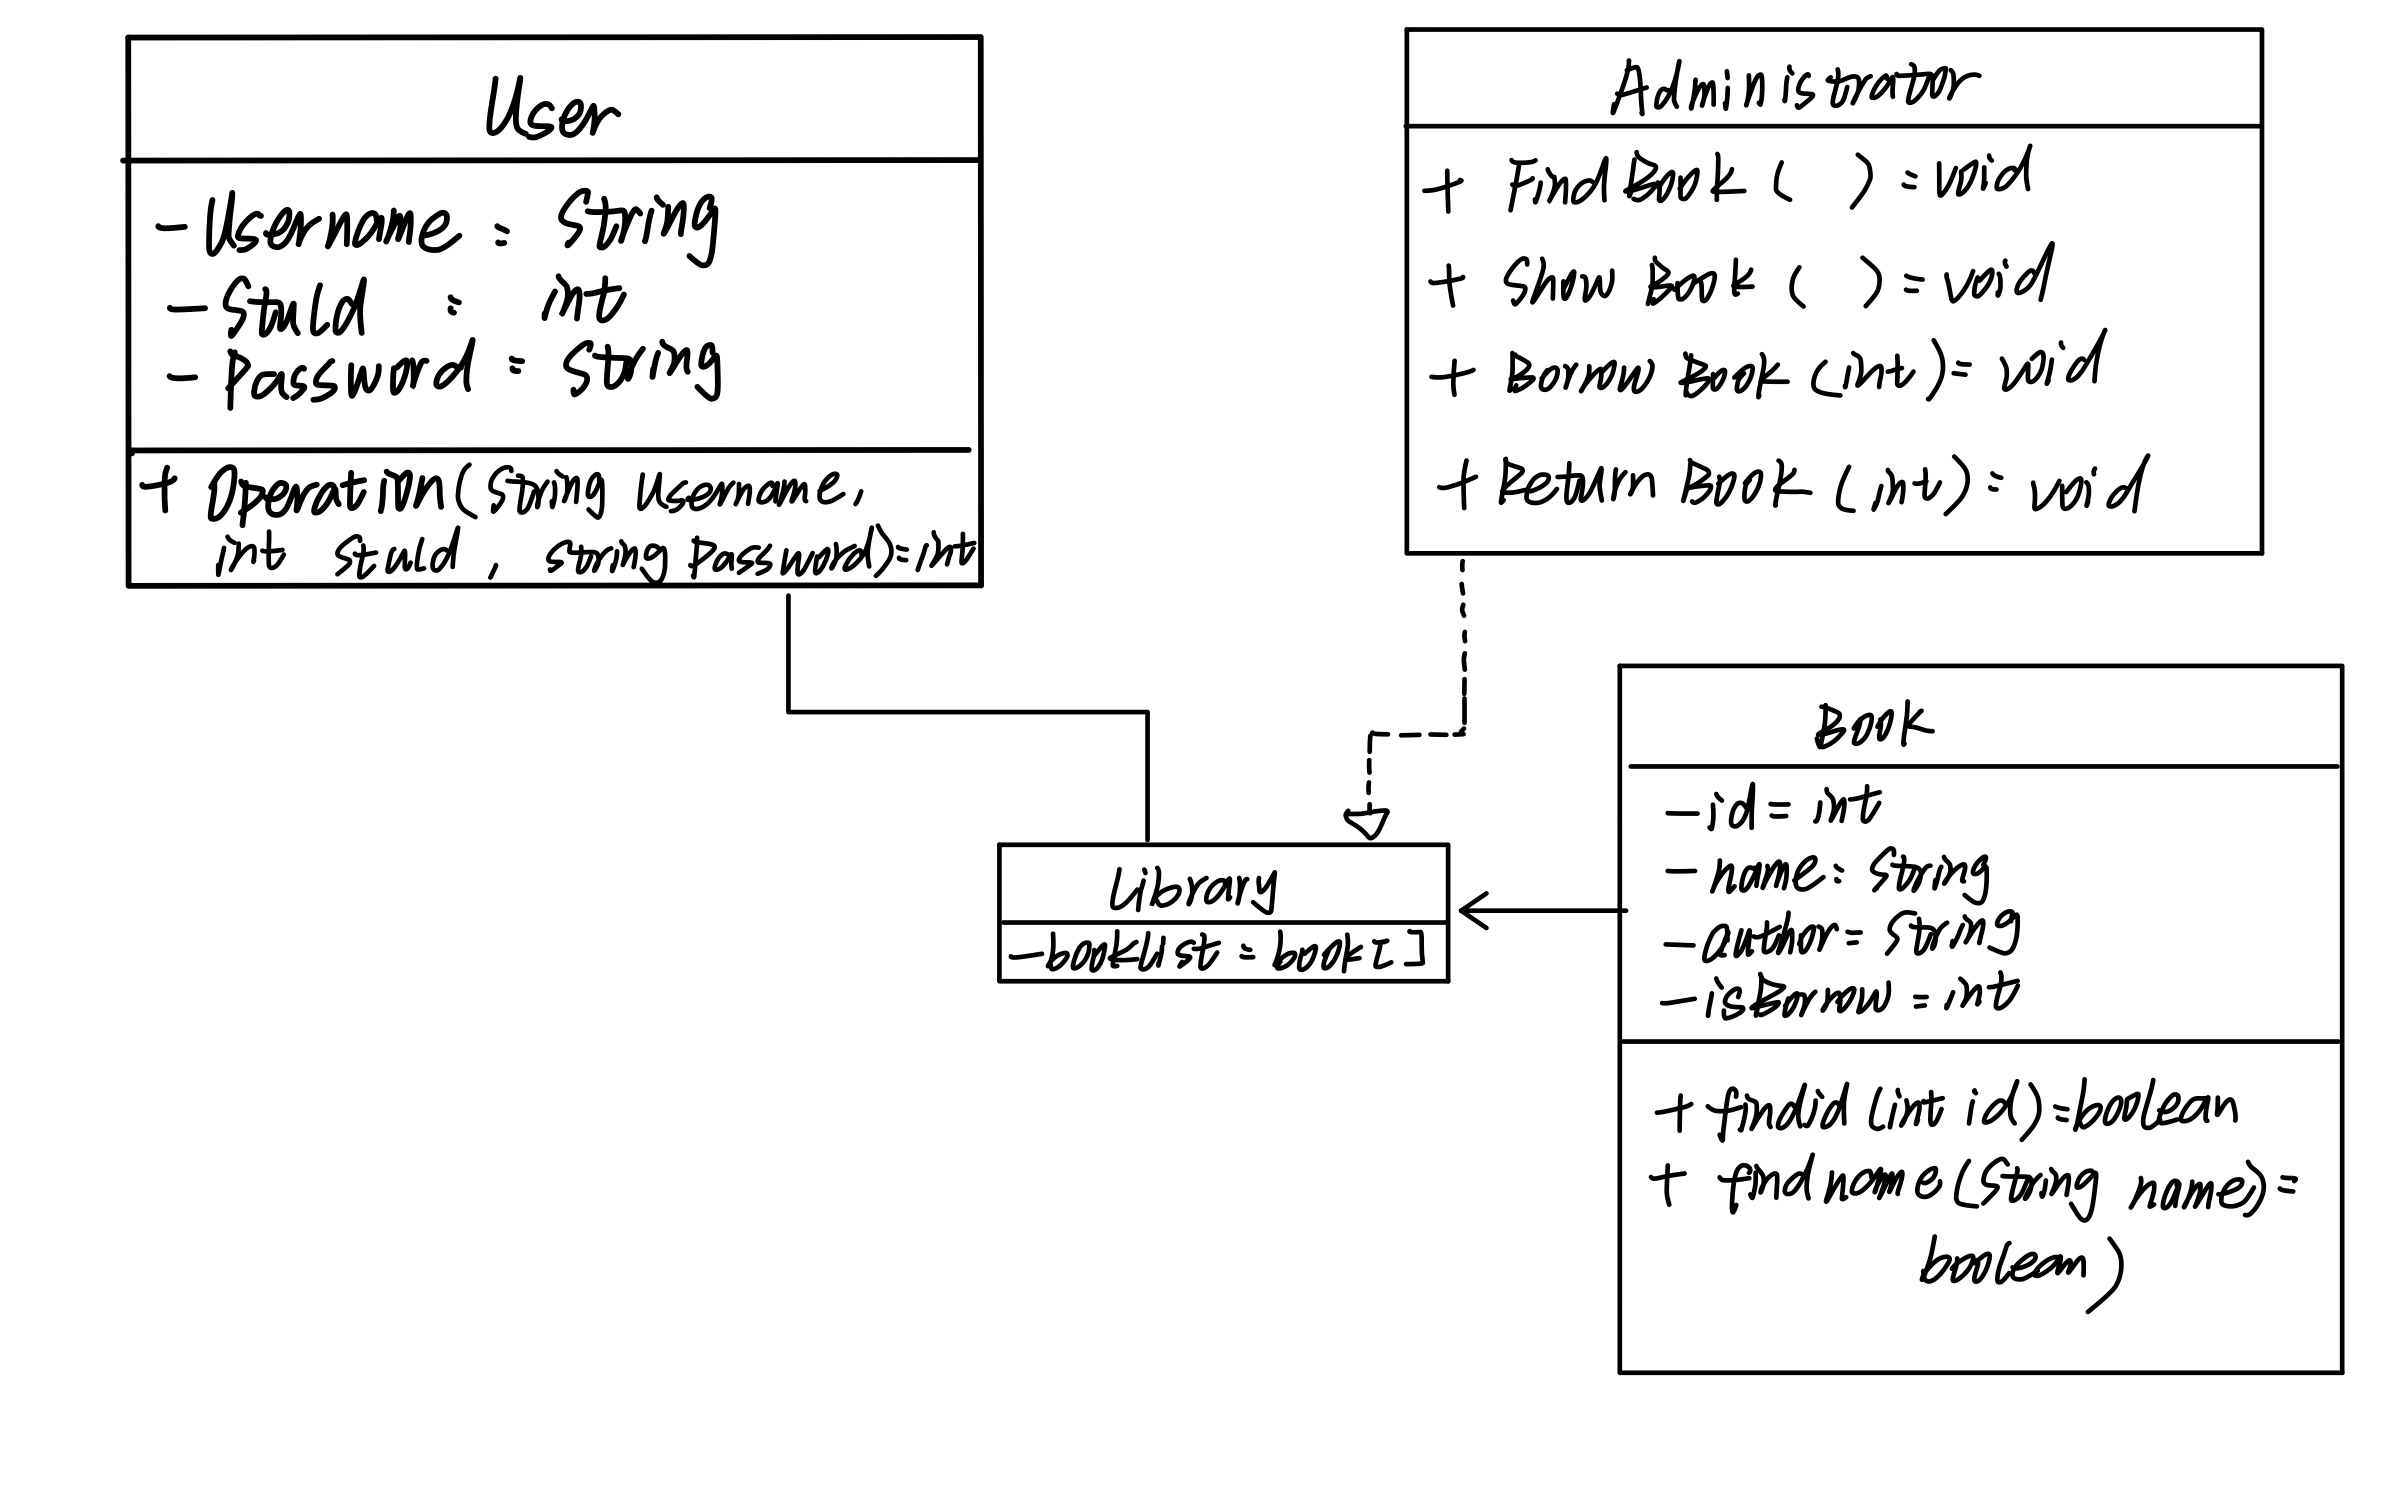 User
- Username : string
- StuId : int
- Password : string
+ Operation (String Username,
int stuId, string password) : int
Administrator
+ Find Book ( ) : void
+ Show Book ( ) : void
+ Borrow Book (int) : void
+ Return Book (int) : void
Library
- booklist : book []
Book
- id : int
- name : string
- author : string
- isBorrow : int
+ findid (int id) : boolean
+ findname (String name) :
boolean )